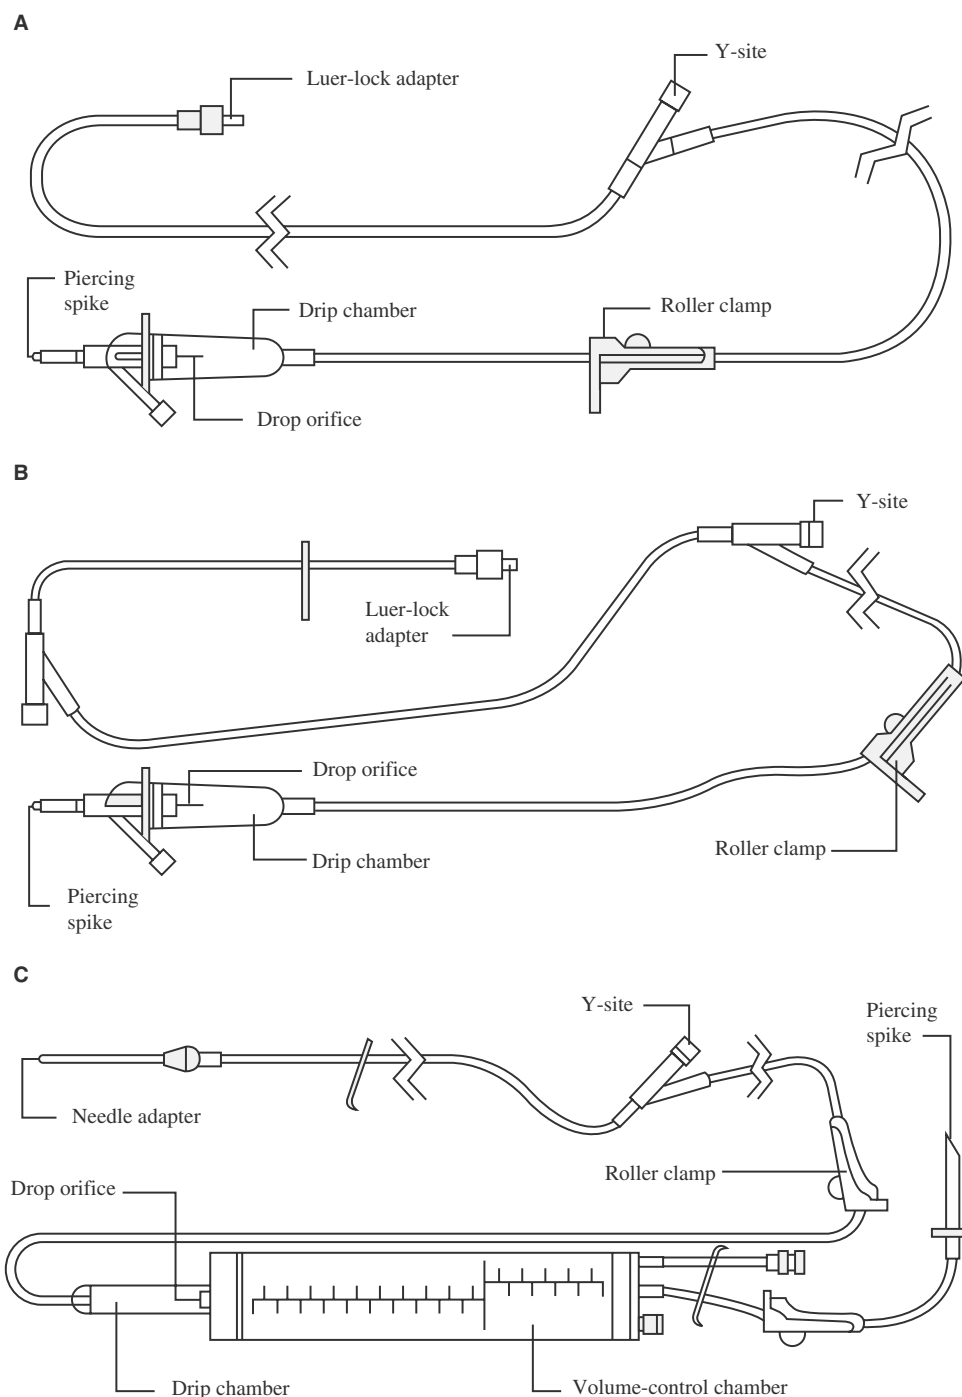 A
Y-site
Luer-lock adapter
Piercing
spike
Drip chamber
Roller clamp
Drop orifice
B
Y-site
Luer-lock
adapter
Drop orifice
Drip chamber
Roller clamp
Piercing
spike
C
Y-site
Piercing
spike
Needle adapter
Roller clamp
Drop orifice
Drip chamber
Volume-control chamber